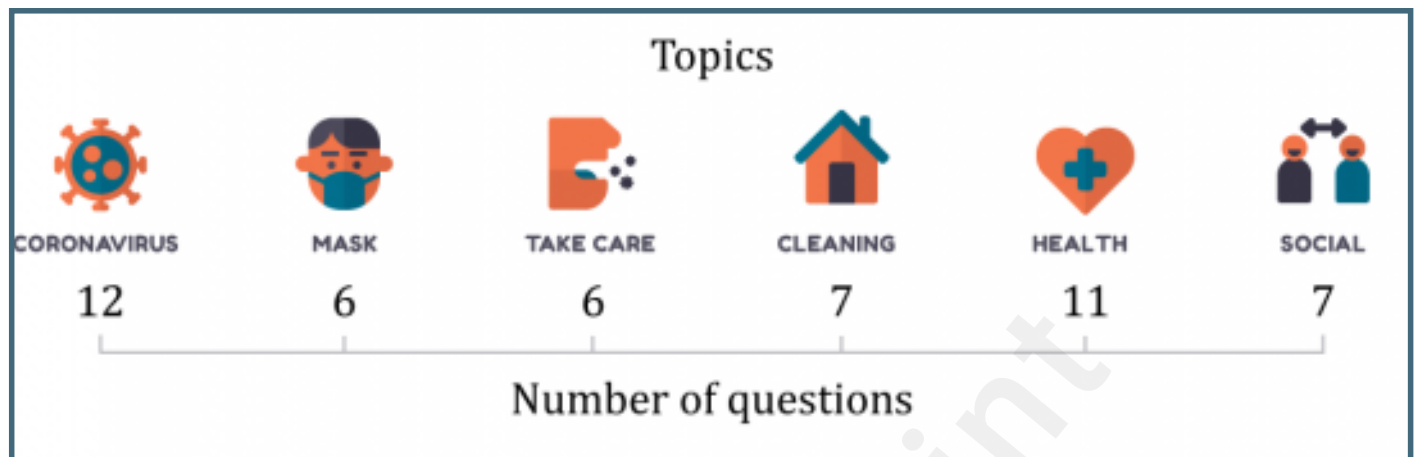 Topics
CORONAVIRUS MASK TAKE CARE CLEANING HEALTH SOCIAL
12 6 6 7 11 7
Number of questions